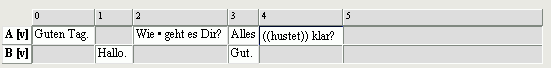 0 1 2 3 4 5
A [v] Guten Tag. Wie • geht es Dir? Alles ((hustet)) klar?
B [v] Hallo. Gut.